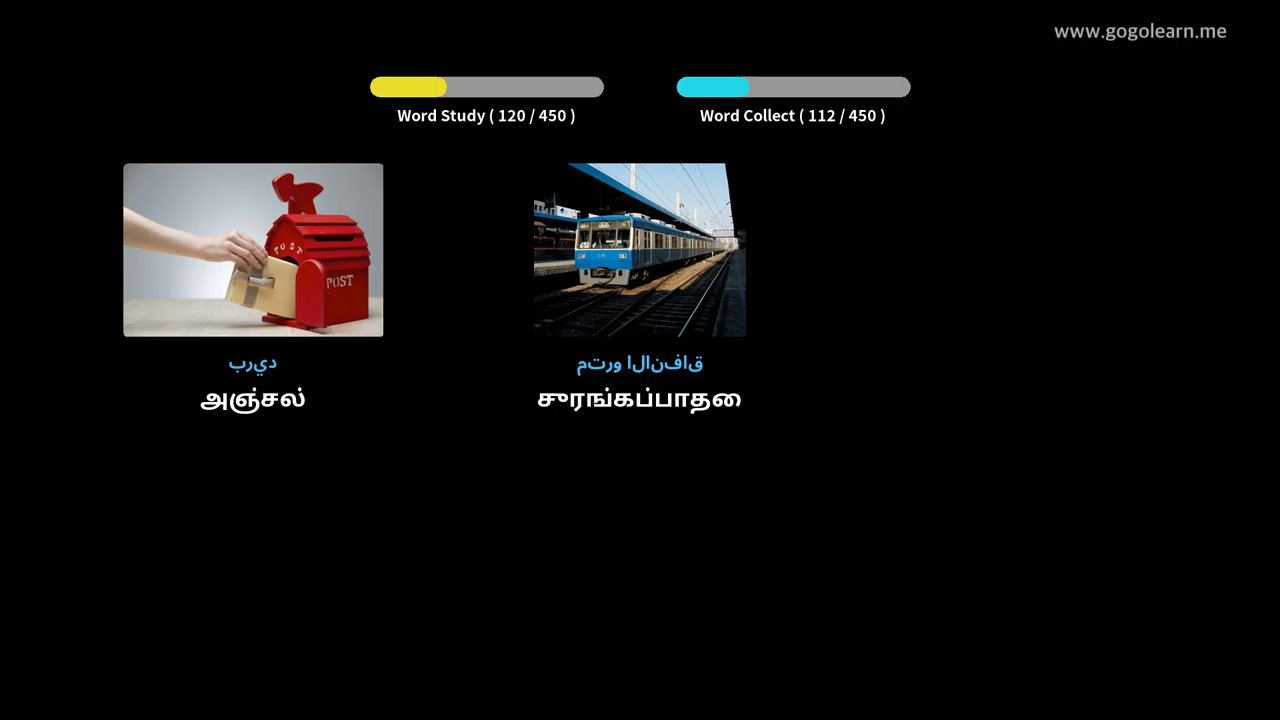 www.gogolearn.me
Word Study ( 120 / 450 )
Word Collect ( 112 / 450 )
POST
POST
بريد
அஞ்சல்
مترو الانفاق
சுரங்கப்பாதை